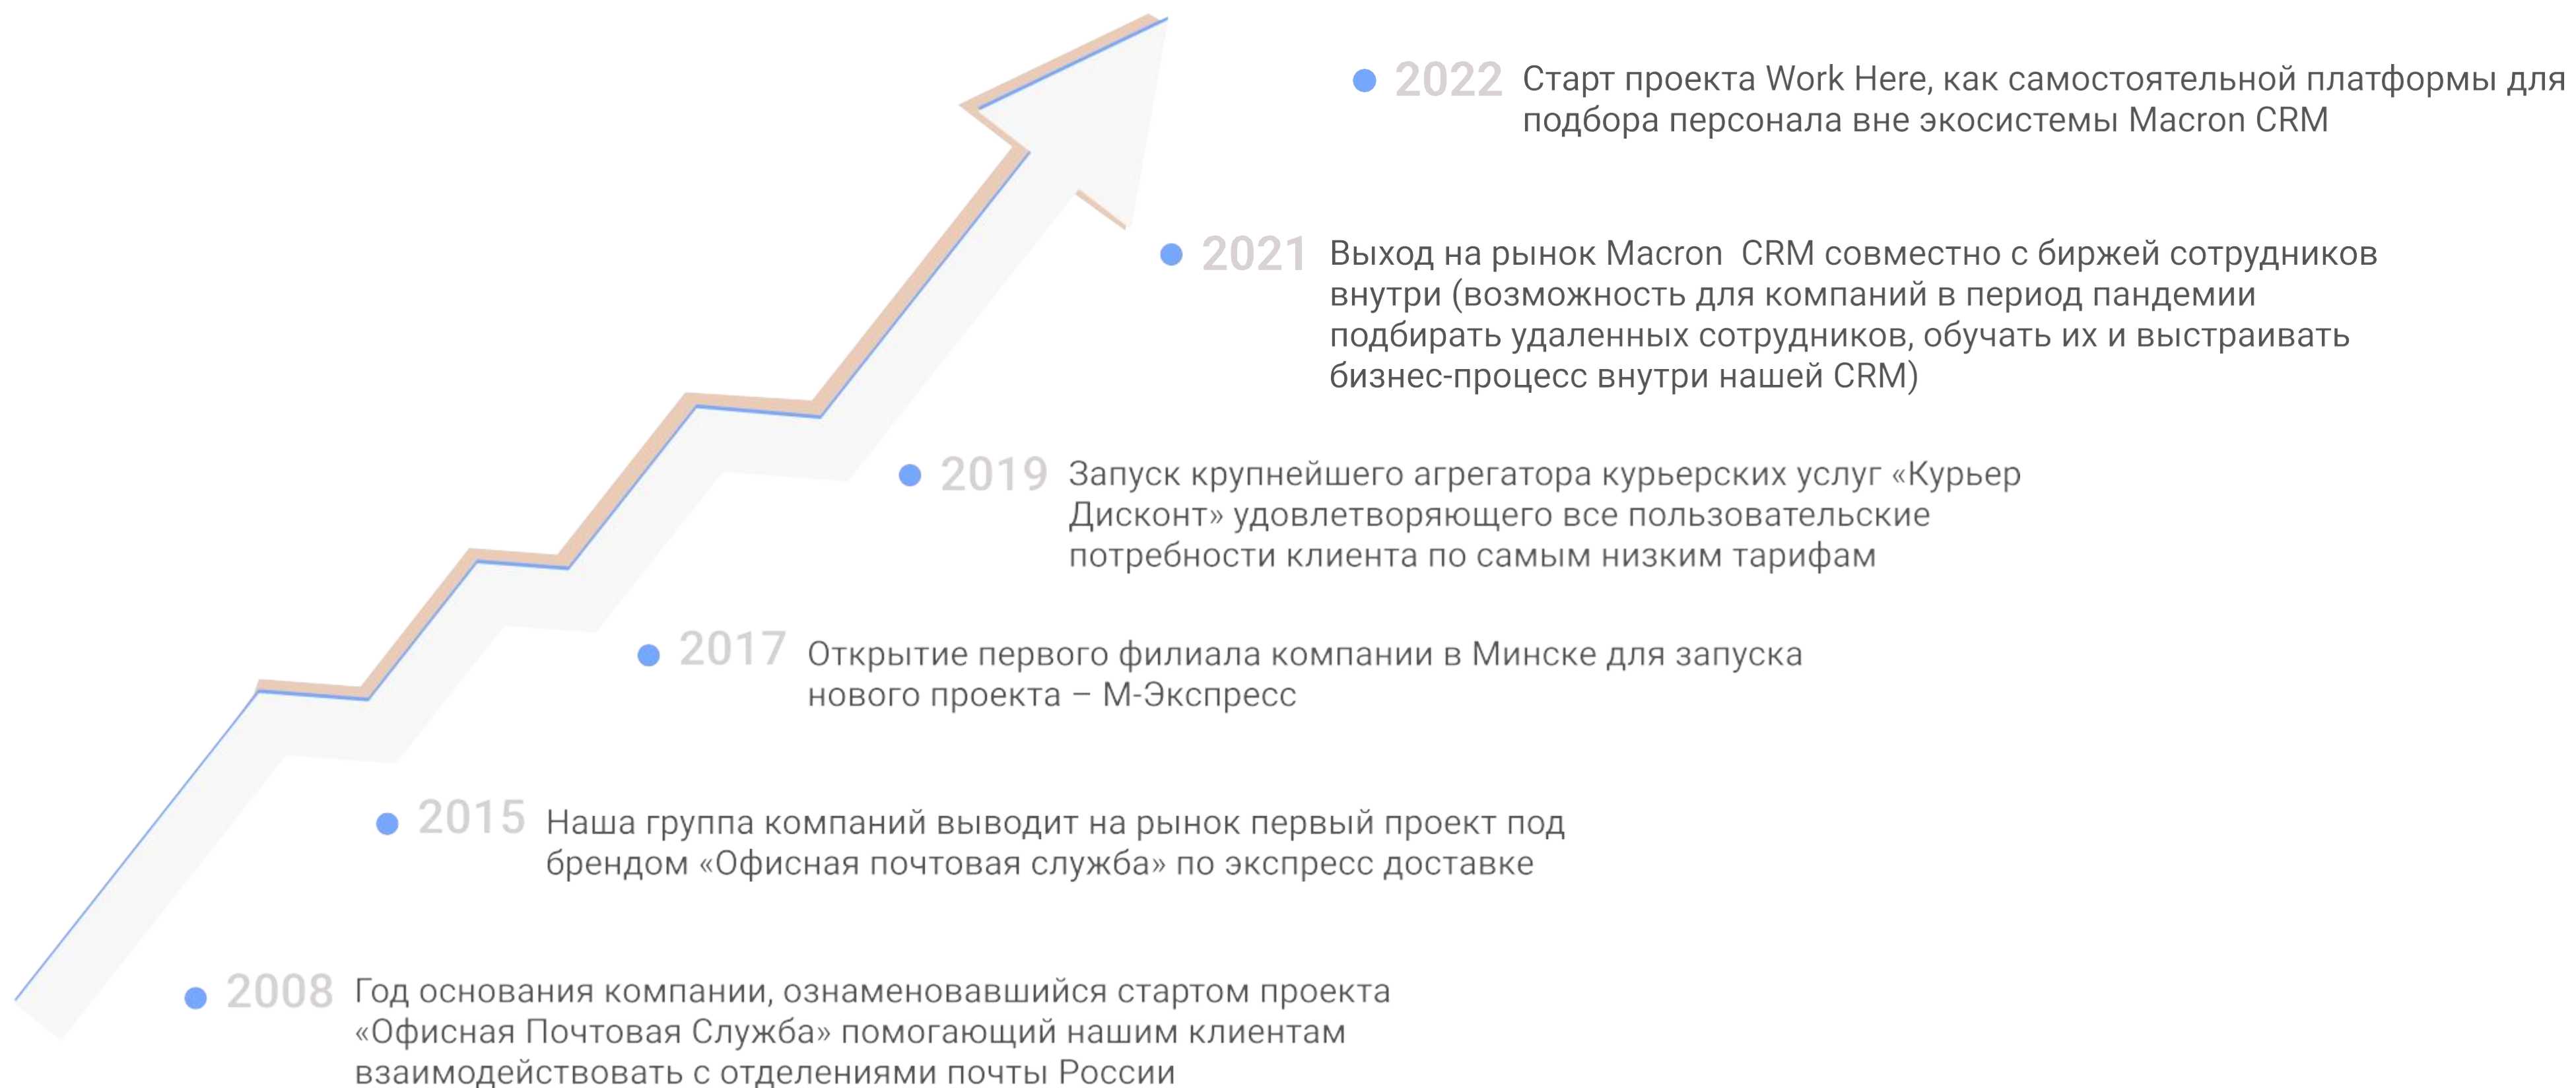 2022 Старт проекта Work Here, как самостоятельной платформы для
подбора персонала вне экосистемы Macron CRM
2021 Выход на рынок Macron CRM совместно с биржей сотрудников
внутри (возможность для компаний в период пандемии
подбирать удаленных сотрудников, обучать их и выстраивать
бизнес-процесс внутри нашей CRM)
2019 Запуск крупнейшего агрегатора курьерских услуг «Курьер
Дисконт» удовлетворяющего все пользовательские
потребности клиента по самым низким тарифам
2017 Открытие первого филиала компании в Минске для запуска
нового проекта – М-Экспресс
2015 Наша группа компаний выводит на рынок первый проект под
брендом «Офисная почтовая служба» по экспресс доставке
2008 Год основания компании, ознаменовавшийся стартом проекта
«Офисная Почтовая Служба» помогающий нашим клиентам
взаимодействовать с отделениями почты России